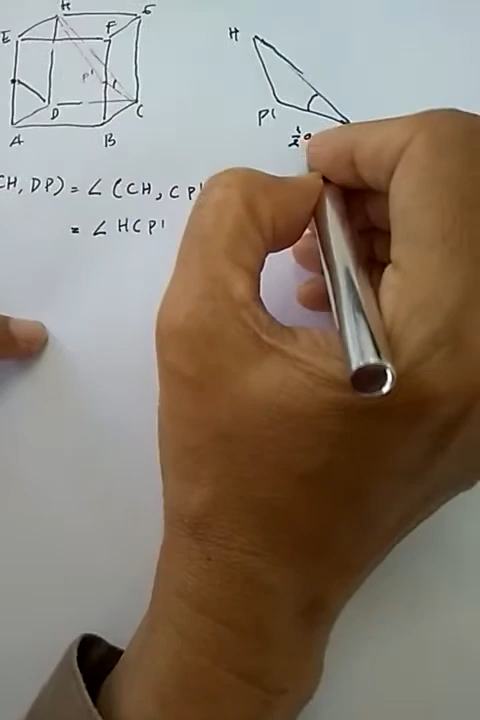 H
G
E
F
P'
D
C
A
B
H
P'
CH, DP) = ∠ (CH, CP'
= ∠ HCP'